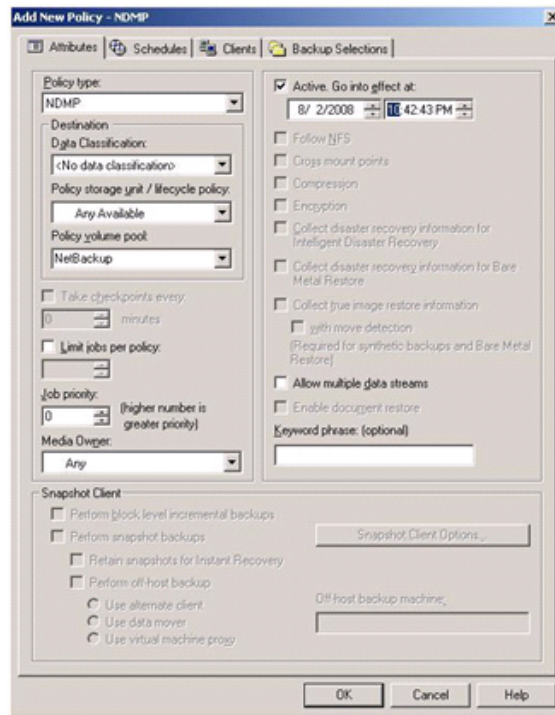 Add New Policy - NDMP
Attributes
Schedules
Clients
Backup Selections
Policy type:
NDMP
Destination
Data Classification:
<No data classification>
Policy storage unit / lifecycle policy:
Any Available
Policy volume pool:
NetBackup
Take checkpoints every:
0 minutes
Limit jobs per policy:
Job priority:
0
(higher number is
greater priority)
Media Owner:
Any
Active. Go into effect at:
8/ 2/2008
10:42:43 PM
Follow NFS
Cross mount points
Compression
Encryption
Collect disaster recovery information for
Intelligent Disaster Recovery
Collect disaster recovery information for Bare
Metal Restore
Collect true image restore information
with move detection
(Required for synthetic backups and Bare Metal
Restore)
Allow multiple data streams
Enable document restore
Keyword phrase: (optional)
Snapshot Client
Perform block level incremental backups
Perform snapshot backups
Snapshot Client Options...
Retain snapshots for Instant Recovery
Perform off-host backup
Use alternate client
Use data mover
Use virtual machine proxy
Off-host backup machine:
OK
Cancel
Help